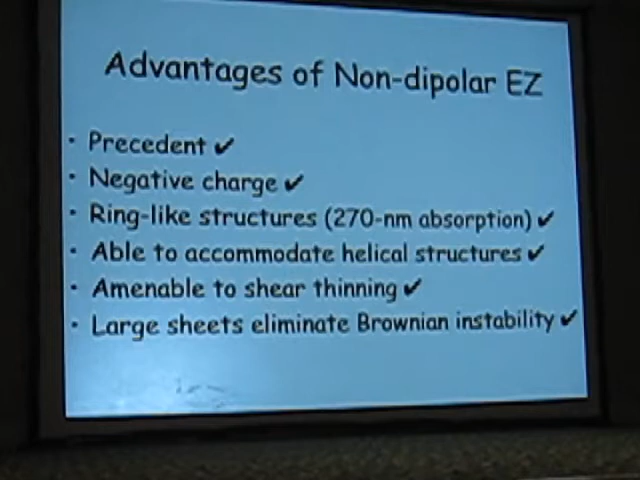 Advantages of Non-dipolar EZ
• Precedent ✔
• Negative charge ✔
• Ring-like structures (270-nm absorption) ✔
• Able to accommodate helical structures ✔
• Amenable to shear thinning ✔
• Large sheets eliminate Brownian instability ✔